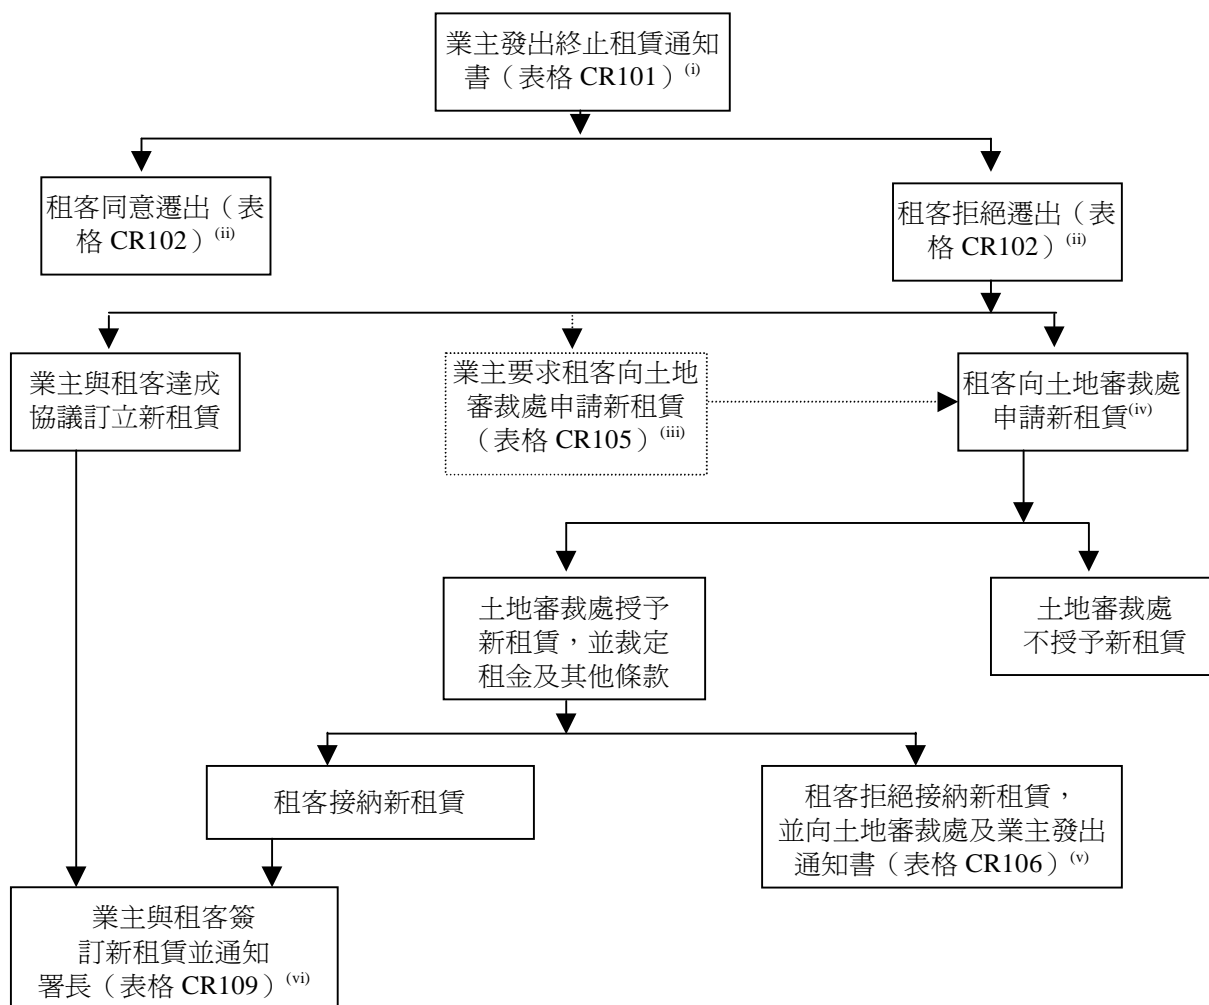 業主發出終止租賃通知
書（表格 CR101）(i)
租客同意遷出（表
格 CR102）(ii)
租客拒絕遷出（表
格 CR102）(ii)
業主與租客達成
協議訂立新租賃
業主要求租客向土地
審裁處申請新租賃
（表格 CR105）(iii)
租客向土地審裁處
申請新租賃(iv)
土地審裁處授予
新租賃，並裁定
租金及其他條款
土地審裁處
不授予新租賃
租客接納新租賃
租客拒絕接納新租賃，
並向土地審裁處及業主發出
通知書（表格 CR106）(v)
業主與租客簽
訂新租賃並通知
署長（表格 CR109）(vi)